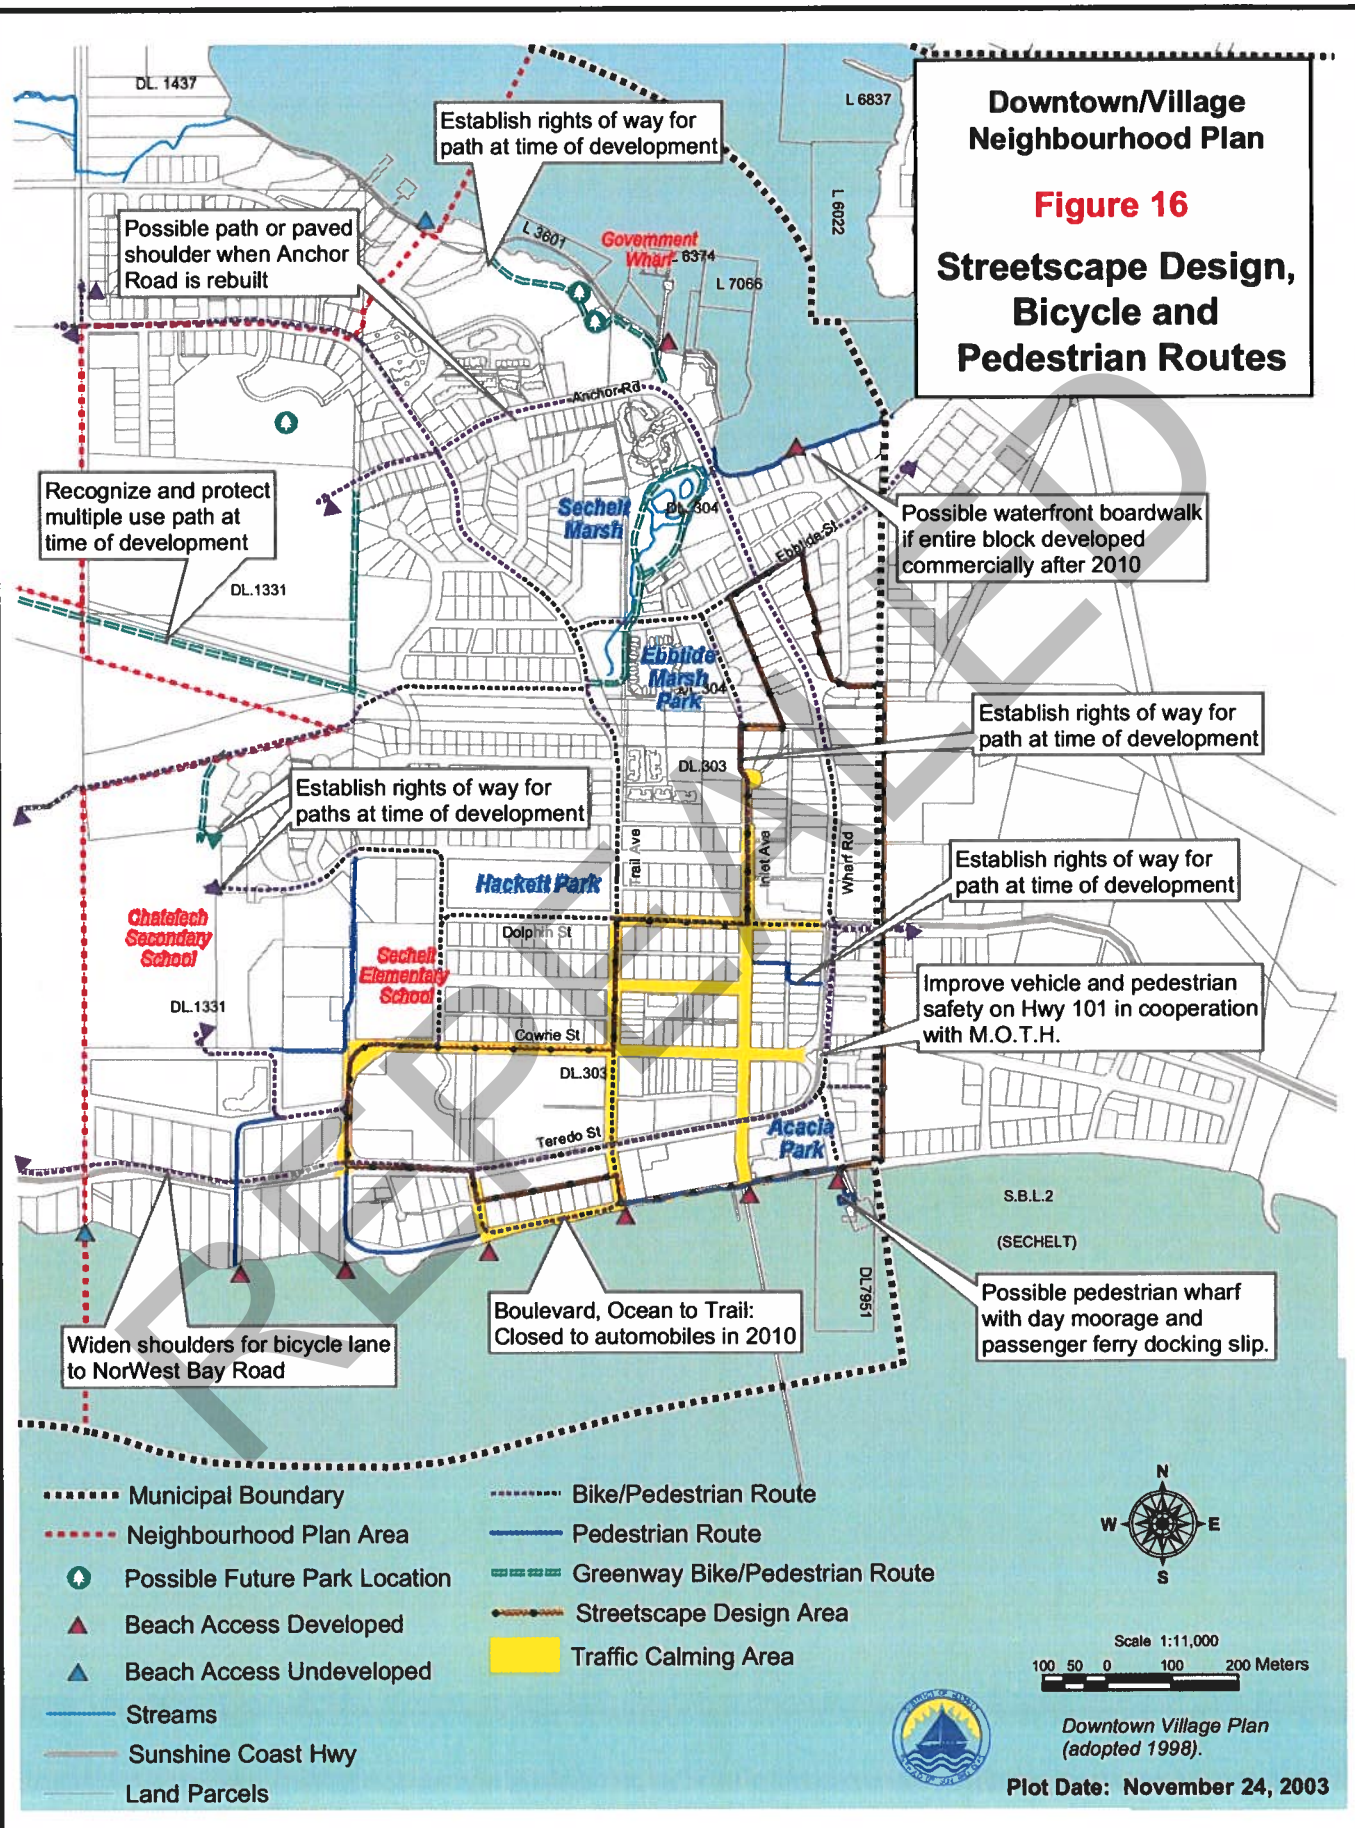 Downtown/Village
Neighbourhood Plan
Figure 16
Streetscape Design,
Bicycle and
Pedestrian Routes
DL. 1437
L 6837
L 6022
Establish rights of way for
path at time of development
Possible path or paved
shoulder when Anchor
Road is rebuilt
L 3601
Government
Wharf
L 6374
L 7066
Anchor Rd
Recognize and protect
multiple use path at
time of development
DL.1331
Sechelt
Marsh
DL. 304
Possible waterfront boardwalk
if entire block developed
commercially after 2010
Ebbtide St
Ebbtide
Marsh
Park
DL.304
Establish rights of way for
path at time of development
DL.303
Establish rights of way for
paths at time of development
Trail Ave
Inlet Ave
Wharf Rd
Establish rights of way for
path at time of development
Hackett Park
Dolphin St
Chatelech
Secondary
School
Sechelt
Elementary
School
DL.1331
Improve vehicle and pedestrian
safety on Hwy 101 in cooperation
with M.O.T.H.
Cowrie St
DL.303
Teredo St
Acacia
Park
S.B.L.2
(SECHELT)
DL7951
Possible pedestrian wharf
with day moorage and
passenger ferry docking slip.
Boulevard, Ocean to Trail:
Closed to automobiles in 2010
Widen shoulders for bicycle lane
to NorWest Bay Road
REPEALED
Municipal Boundary
Neighbourhood Plan Area
Possible Future Park Location
Beach Access Developed
Beach Access Undeveloped
Streams
Sunshine Coast Hwy
Land Parcels
Bike/Pedestrian Route
Pedestrian Route
Greenway Bike/Pedestrian Route
Streetscape Design Area
Traffic Calming Area
N
W
E
S
Scale 1:11,000
100 50 0 100 200 Meters
Downtown Village Plan
(adopted 1998).
Plot Date: November 24, 2003